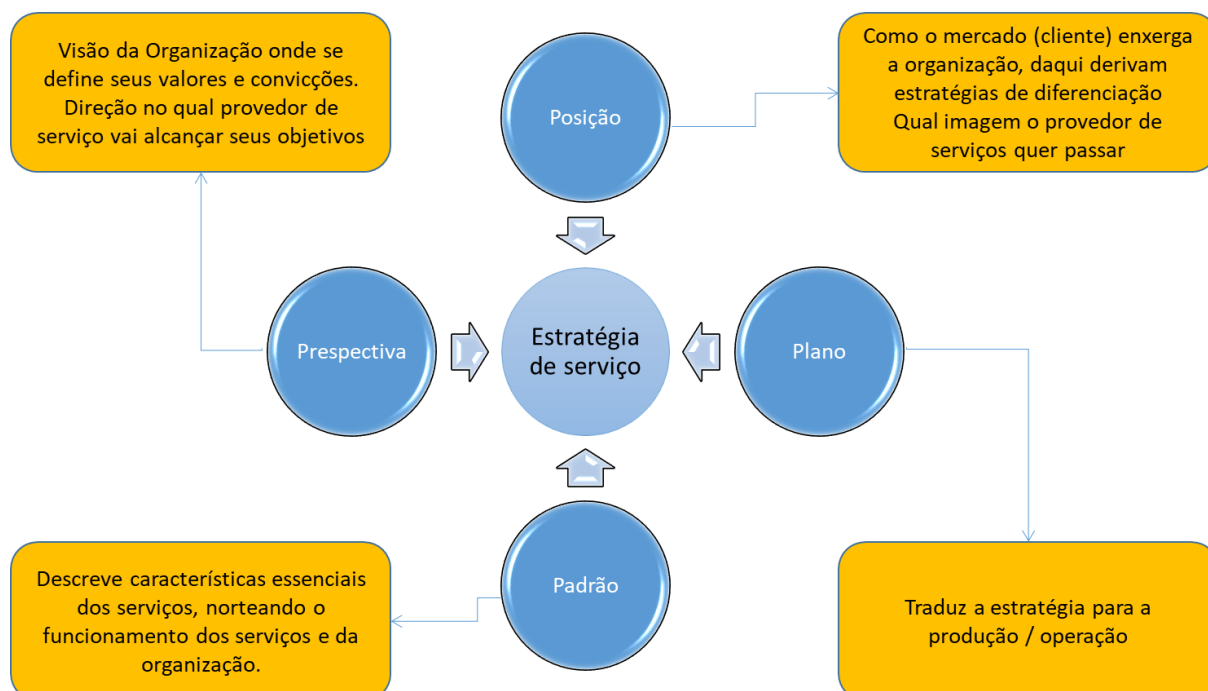 Visão da Organização onde se
define seus valores e convicções.
Direção no qual provedor de
serviço vai alcançar seus objetivos
Posição
Como o mercado (cliente) enxerga
a organização, daqui derivam
estratégias de diferenciação
Qual imagem o provedor de
serviços quer passar
Prespectiva
Estratégia
de serviço
Plano
Descreve características essenciais
dos serviços, norteando o
funcionamento dos serviços e da
organização.
Padrão
Traduz a estratégia para a
produção / operação